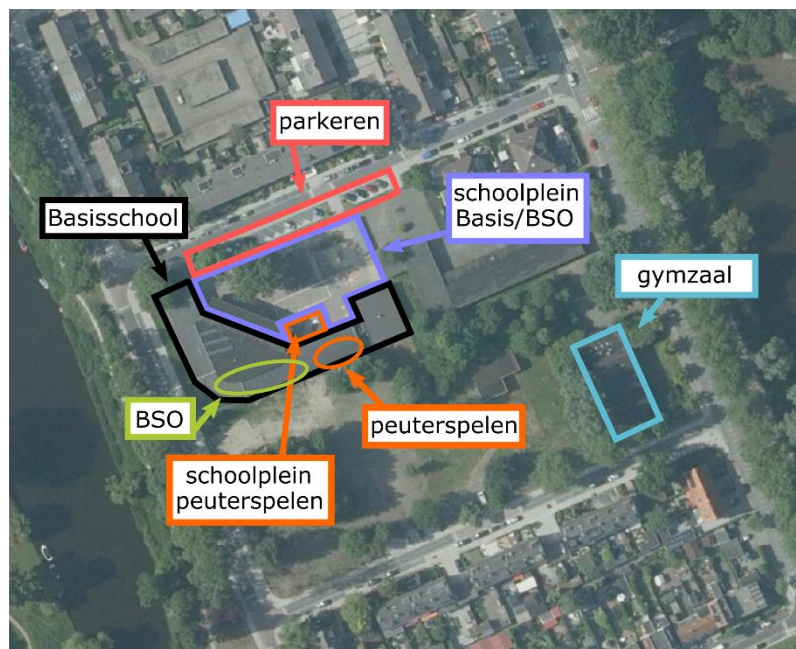 parkeren
schoolplein
Basis/BSO
Basisschool
gymzaal
BSO
peuterspelen
schoolplein
peuterspelen